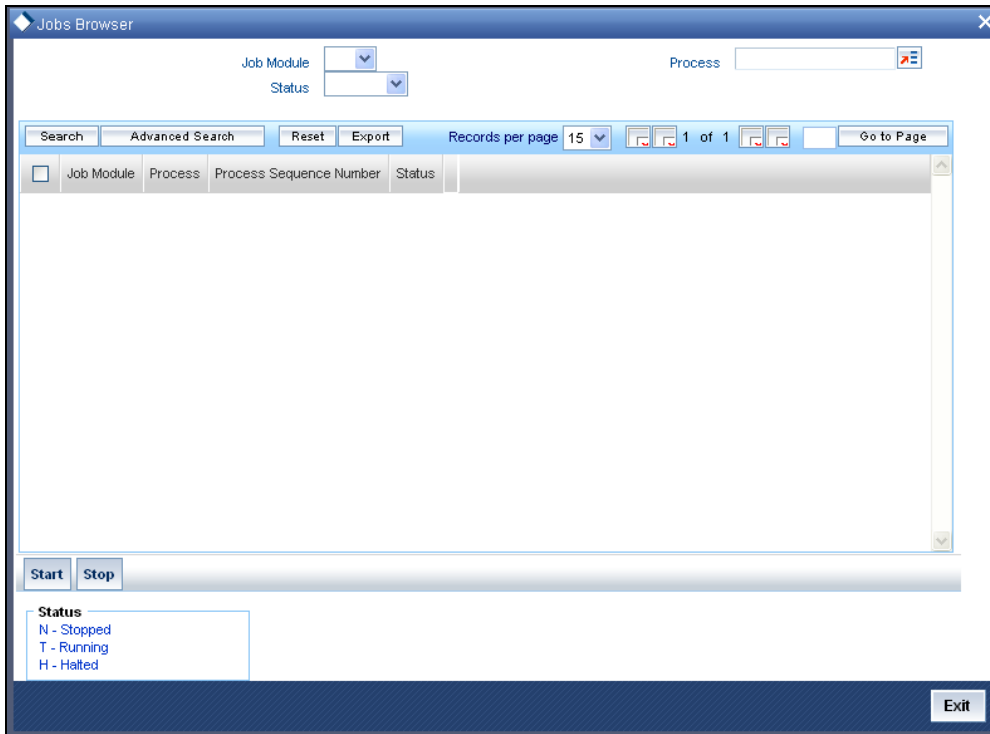 Jobs Browser
Job Module
Process
Status
Search Advanced Search Reset Export Records per page 15 1 of 1 Go to Page
Job Module Process Process Sequence Number Status
Start Stop
Status
N - Stopped
T - Running
H - Halted
Exit